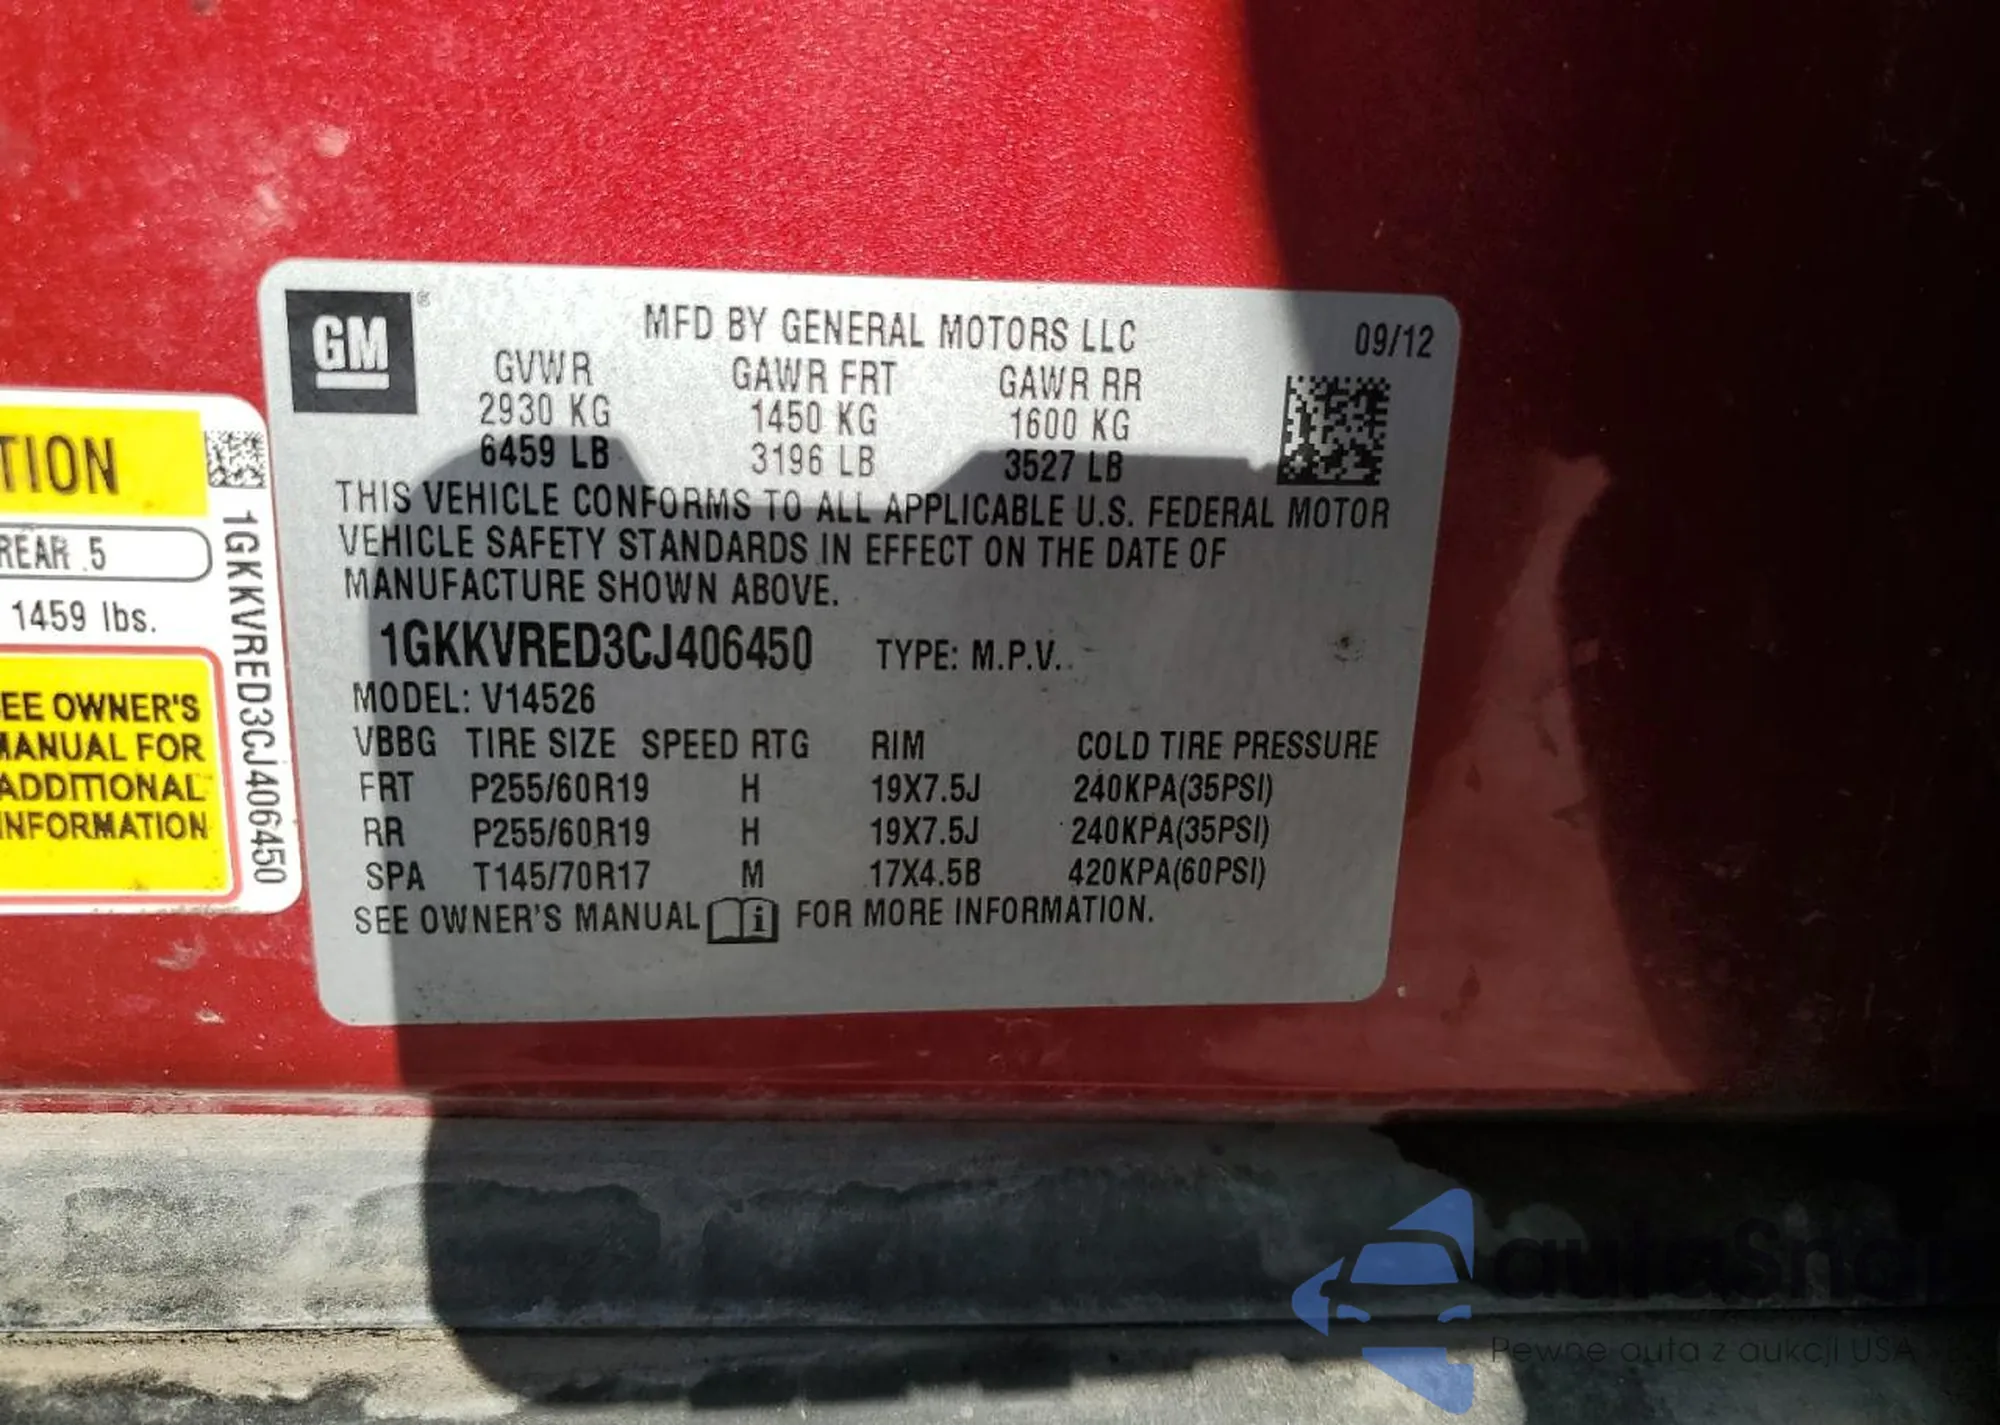 GM ®
MFD BY GENERAL MOTORS LLC 09/12
GVWR GAWR FRT GAWR RR
2930 KG 1450 KG 1600 KG
6459 LB 3196 LB 3527 LB
THIS VEHICLE CONFORMS TO ALL APPLICABLE U.S. FEDERAL MOTOR
VEHICLE SAFETY STANDARDS IN EFFECT ON THE DATE OF
MANUFACTURE SHOWN ABOVE.
1GKKVRED3CJ406450 TYPE: M.P.V.
MODEL: V14526
VBBG TIRE SIZE SPEED RTG RIM COLD TIRE PRESSURE
FRT P255/60R19 H 19X7.5J 240KPA(35PSI)
RR P255/60R19 H 19X7.5J 240KPA(35PSI)
SPA T145/70R17 M 17X4.5B 420KPA(60PSI)
SEE OWNER'S MANUAL i FOR MORE INFORMATION.
TION
REAR 5
1459 lbs.
EE OWNER'S
ANUAL FOR
ADDITIONAL
INFORMATION
1GKKVRED3CJ406450
autaSna
Pewne auta z aukcji USA